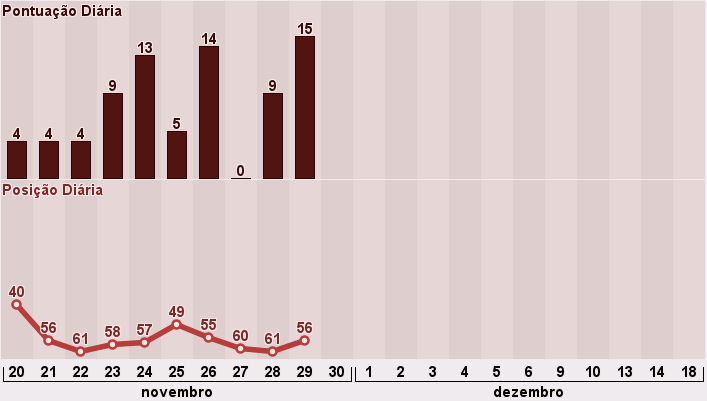 Pontuação Diária
4 4 4 9 13 5 14 0 9 15
Posição Diária
40 56 61 58 57 49 55 60 61 56
20 21 22 23 24 25 26 27 28 29 30 1 2 3 4 5 6 9 10 13 14 18
novembro dezembro